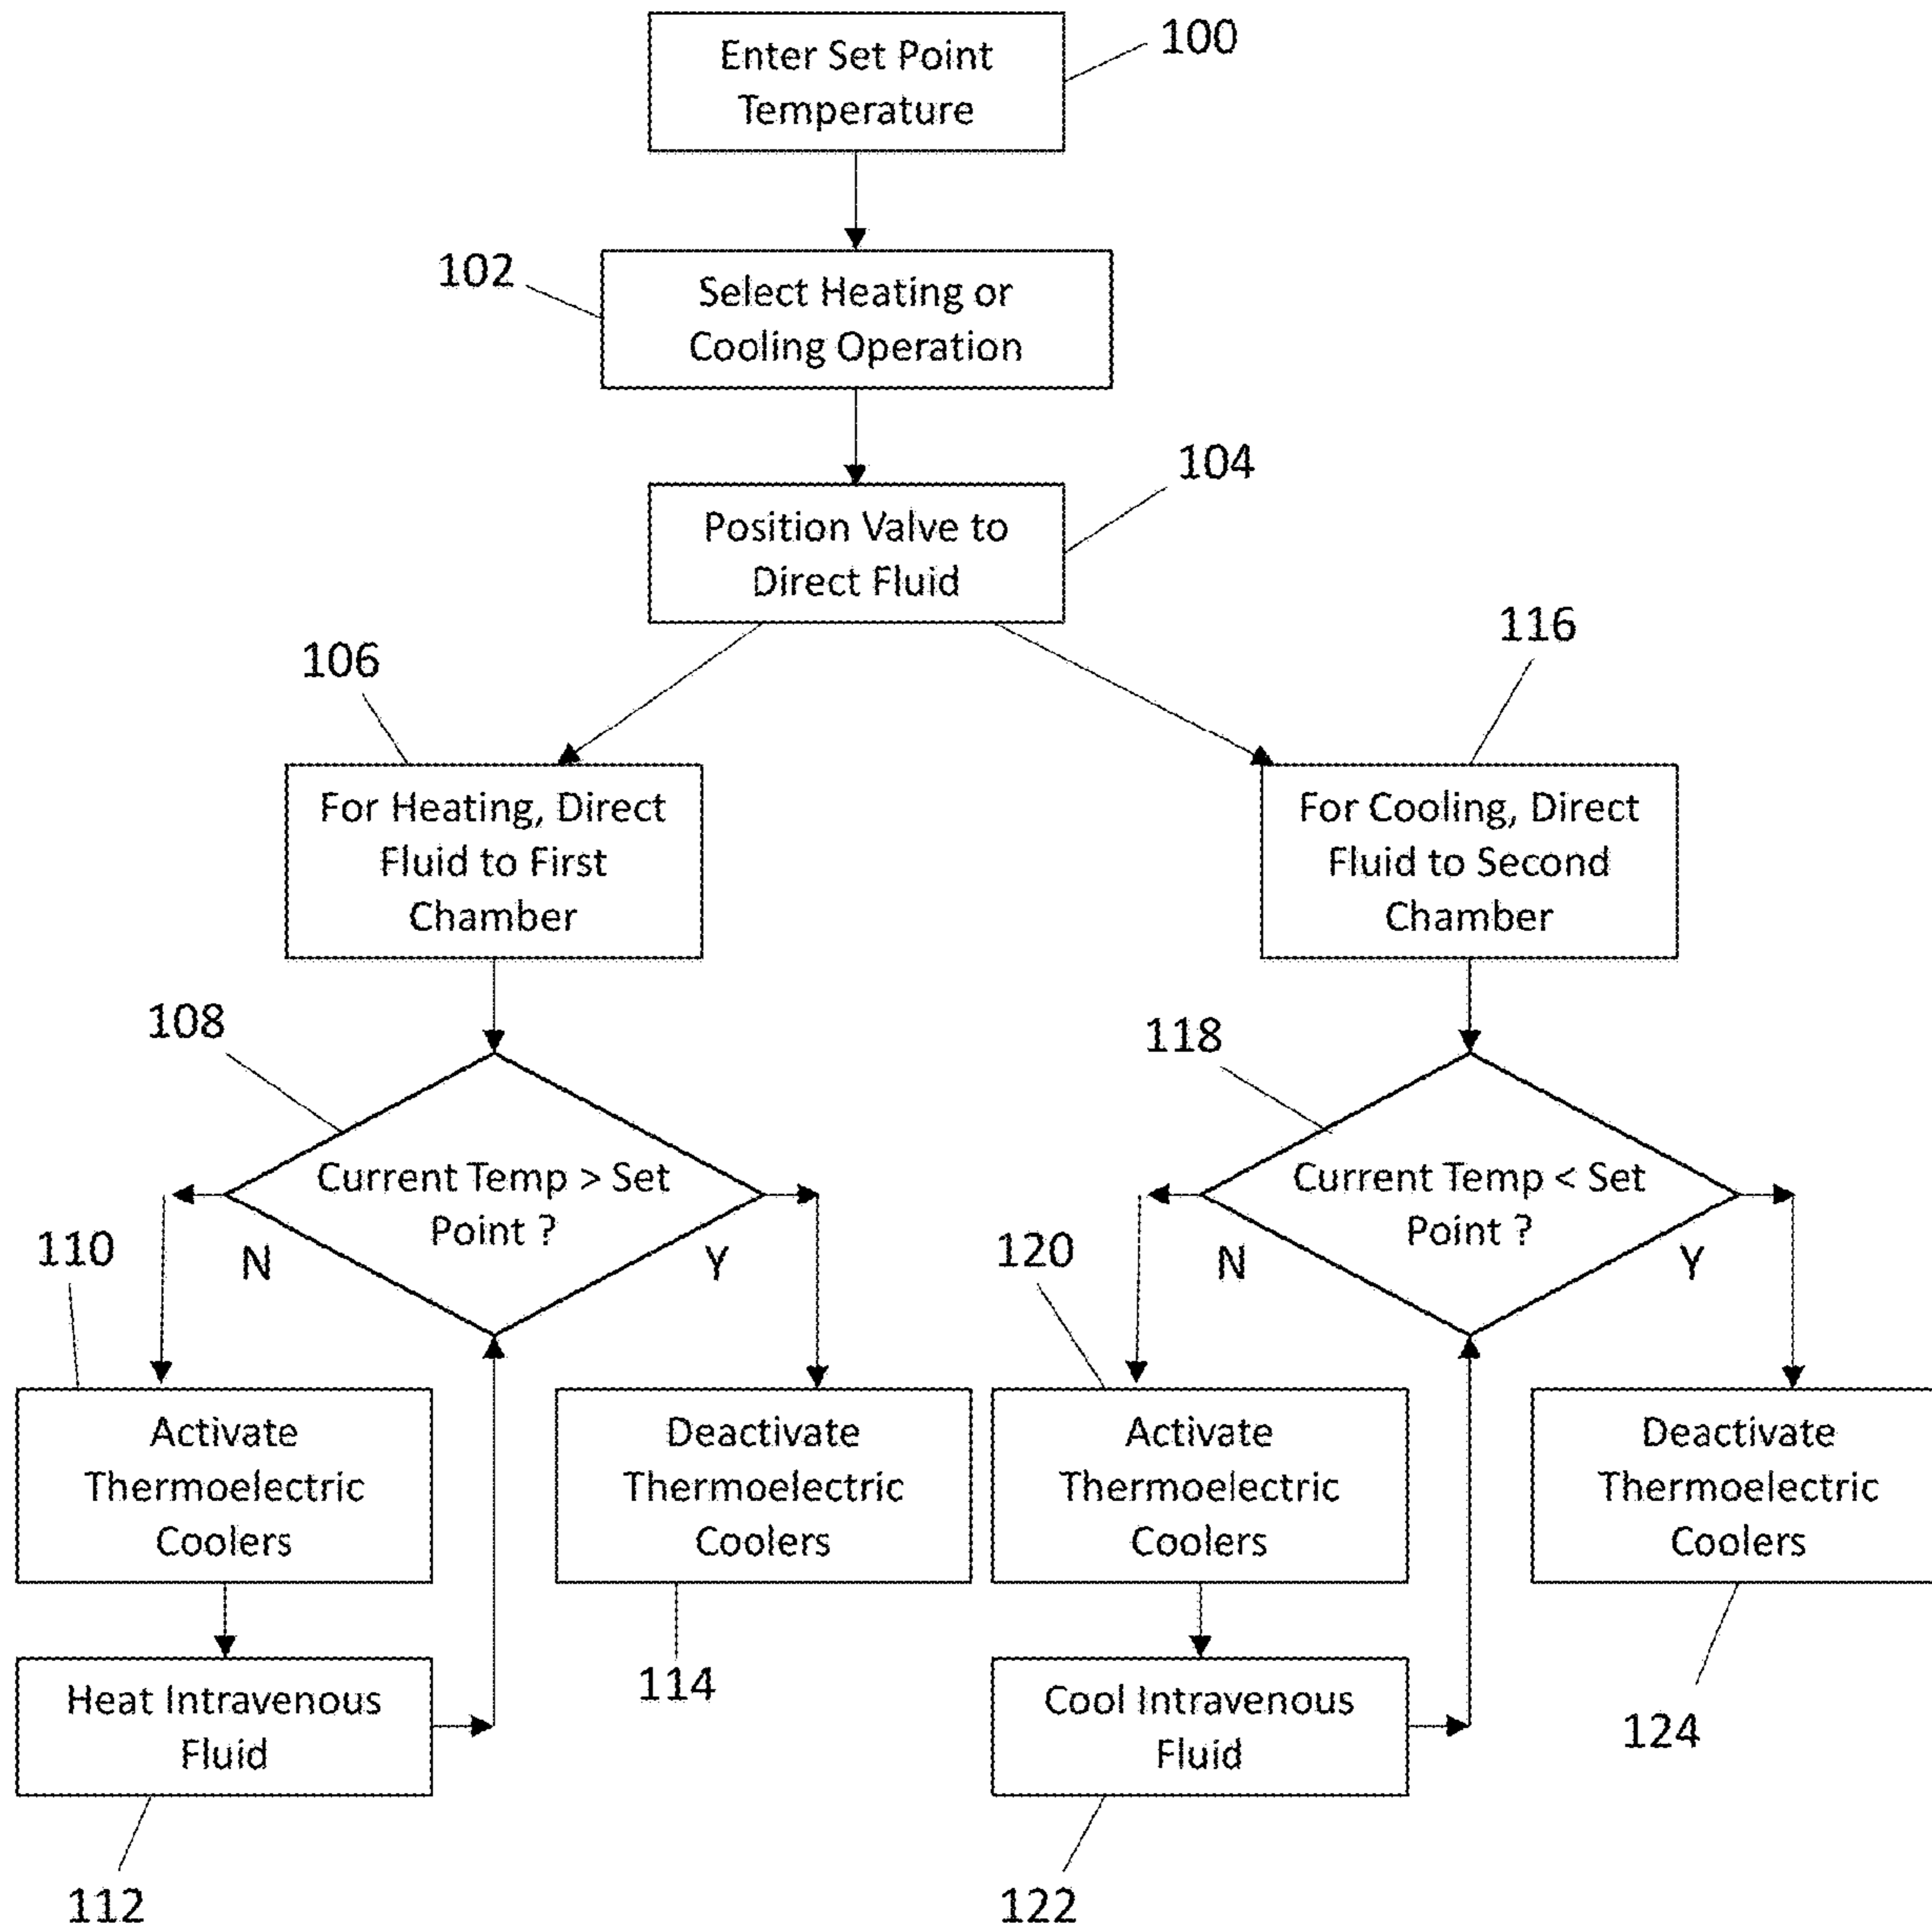 Enter Set Point
Temperature
100
102
Select Heating or
Cooling Operation
104
Position Valve to
Direct Fluid
106
116
For Heating, Direct
Fluid to First
Chamber
For Cooling, Direct
Fluid to Second
Chamber
108
118
Current Temp > Set
Point ?
Current Temp < Set
Point ?
110
N
Y
120
N
Y
Activate
Thermoelectric
Coolers
Deactivate
Thermoelectric
Coolers
Activate
Thermoelectric
Coolers
Deactivate
Thermoelectric
Coolers
Heat Intravenous
Fluid
114
Cool Intravenous
Fluid
124
112
122